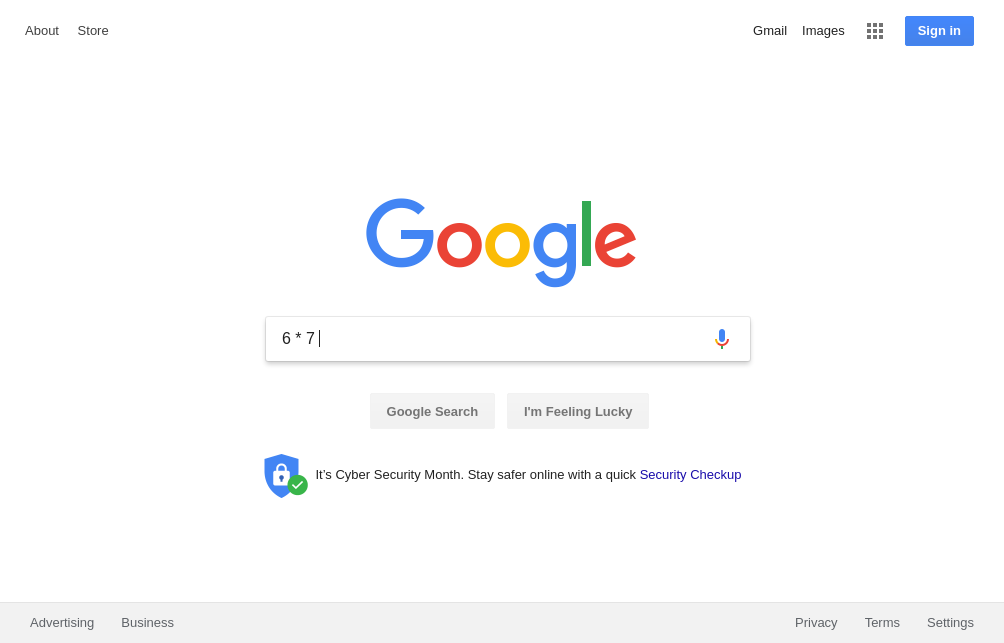 About Store Gmail Images Sign in
Google
6 * 7
Google Search I'm Feeling Lucky
It’s Cyber Security Month. Stay safer online with a quick Security Checkup
Advertising Business Privacy Terms Settings